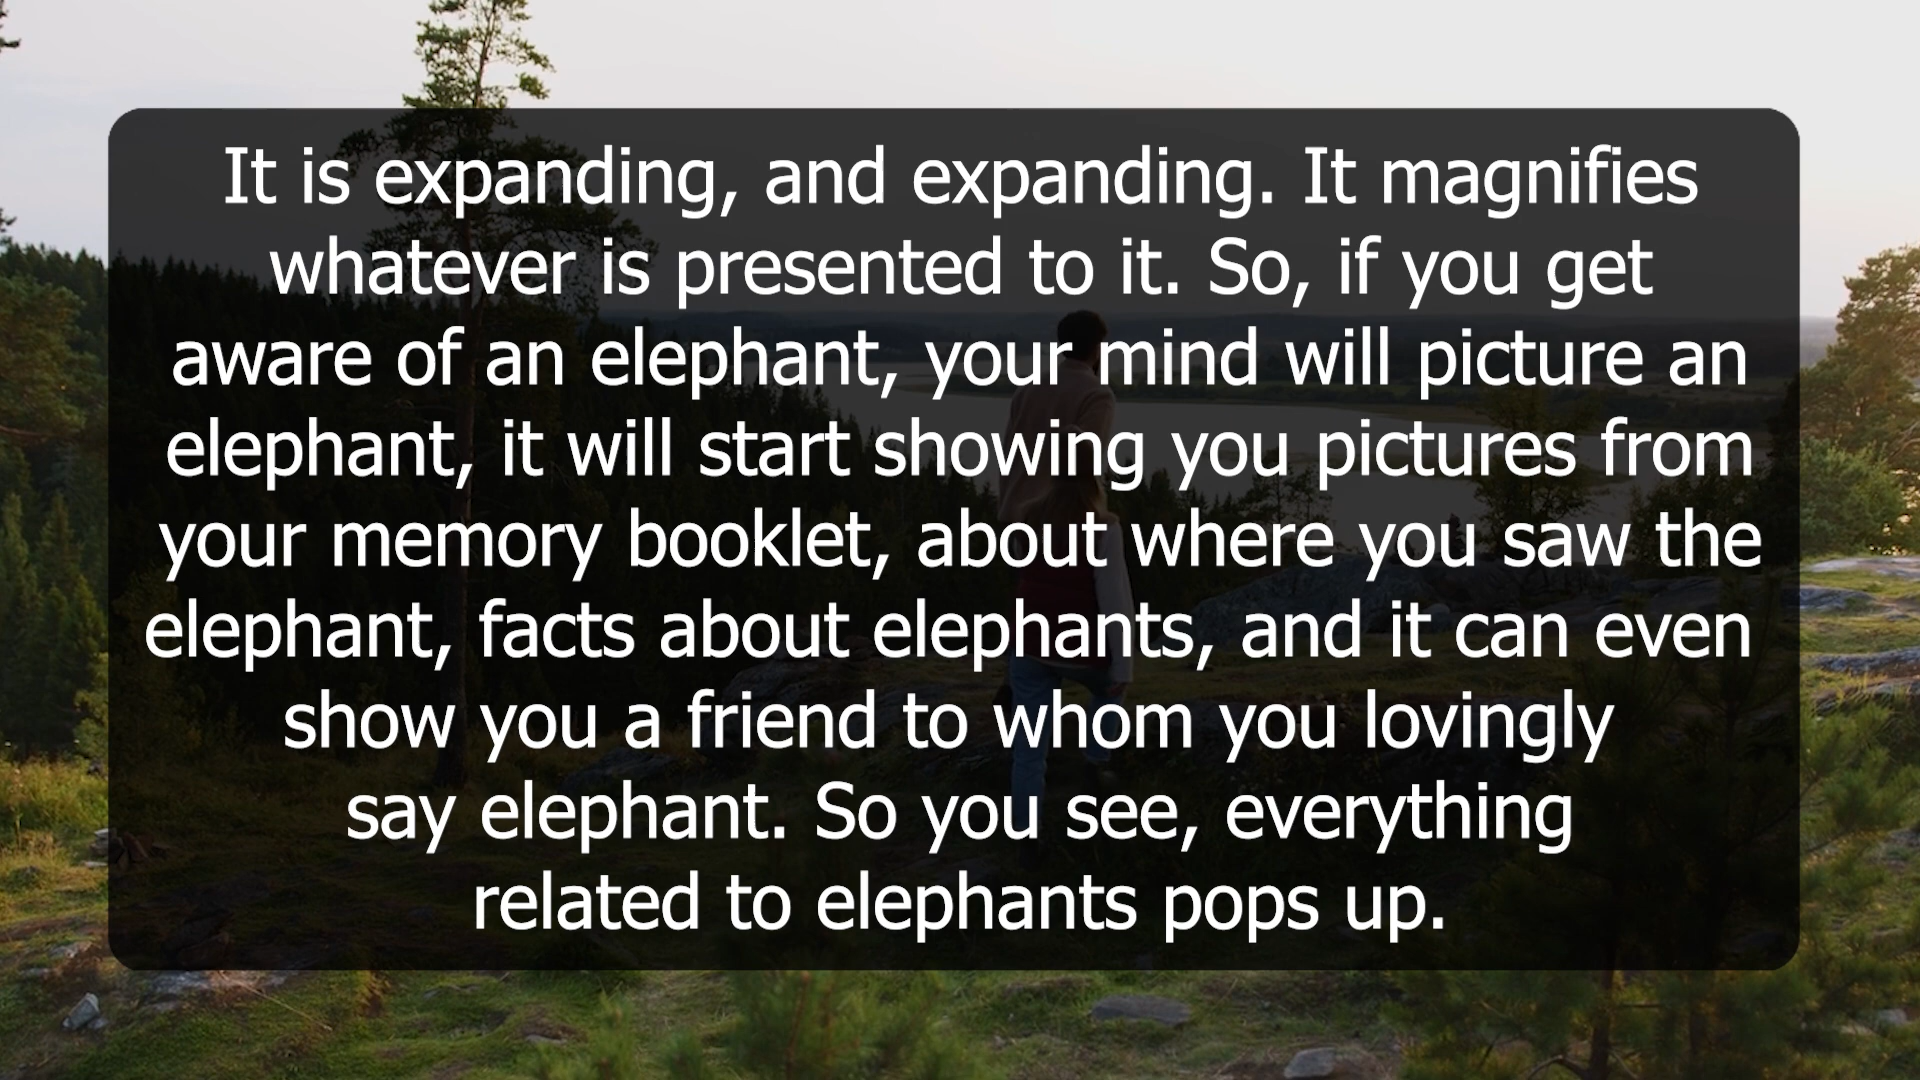 It is expanding, and expanding. It magnifies
whatever is presented to it. So, if you get
aware of an elephant, your mind will picture an
elephant, it will start showing you pictures from
your memory booklet, about where you saw the
elephant, facts about elephants, and it can even
show you a friend to whom you lovingly
say elephant. So you see, everything
related to elephants pops up.